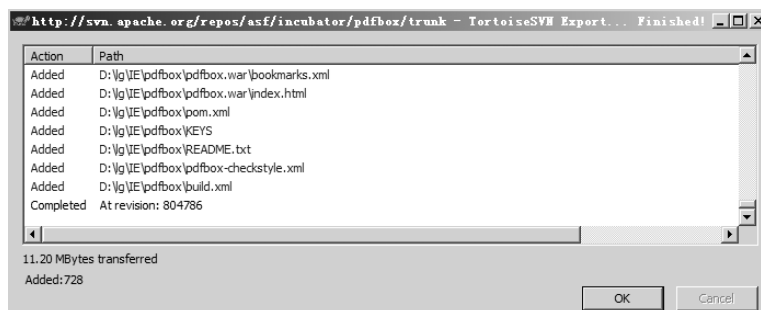 http://svn.apache.org/repos/asf/incubator/pdfbox/trunk - TortoiseSVN Export... Finished!
Action Path
Added D:\lg\IE\pdfbox\pdfbox.war\bookmarks.xml
Added D:\lg\IE\pdfbox\pdfbox.war\index.html
Added D:\lg\IE\pdfbox\pom.xml
Added D:\lg\IE\pdfbox\KEYS
Added D:\lg\IE\pdfbox\README.txt
Added D:\lg\IE\pdfbox\pdfbox-checkstyle.xml
Added D:\lg\IE\pdfbox\build.xml
Completed At revision: 804786
11.20 MBytes transferred
Added:728
OK Cancel